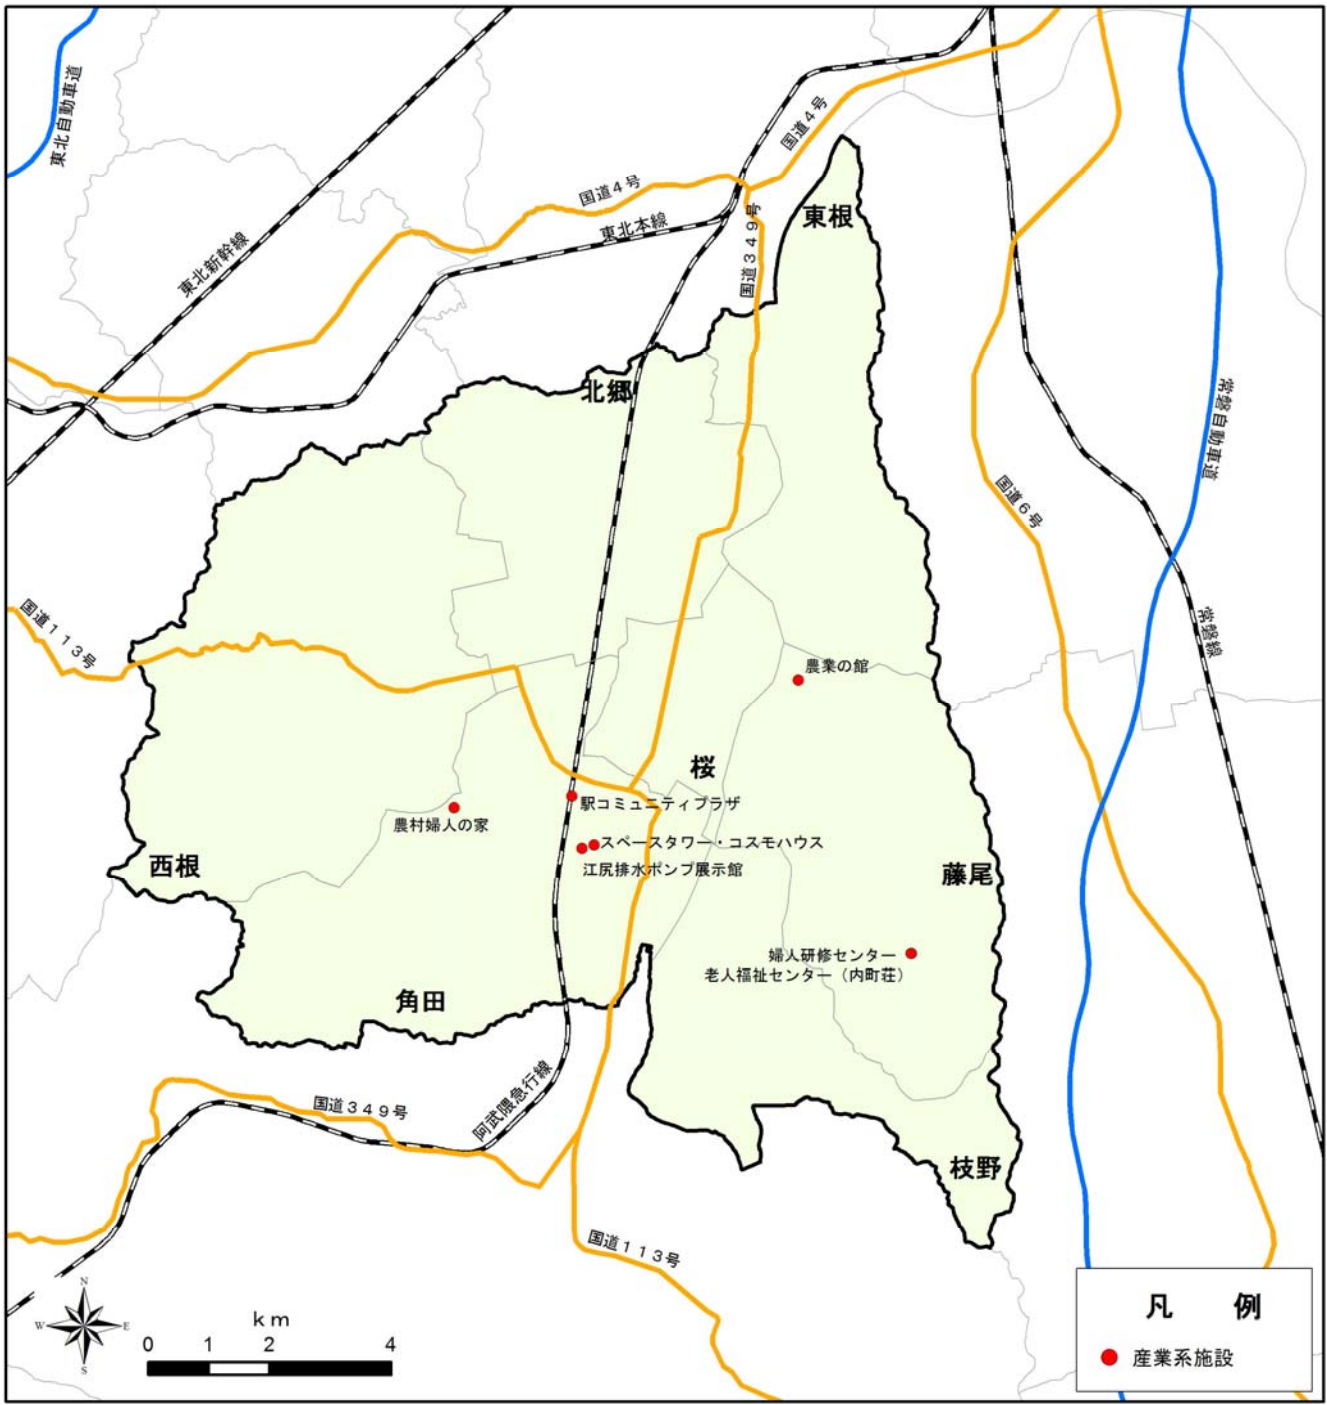 東北自動車道
国道4号
国道4号
東根
東北本線
国道349号
東北新幹線
北郷
常磐自動車道
国道6号
国道113号
常磐線
農業の館
桜
駅コミュニティプラザ
農村婦人の家
スペースタワー・コスモハウス
西根
江尻排水ポンプ展示館
藤尾
婦人研修センター
老人福祉センター（内町荘）
角田
阿武隈急行線
国道349号
枝野
国道113号
N
W E
S
km
0 1 2 4
凡 例
産業系施設